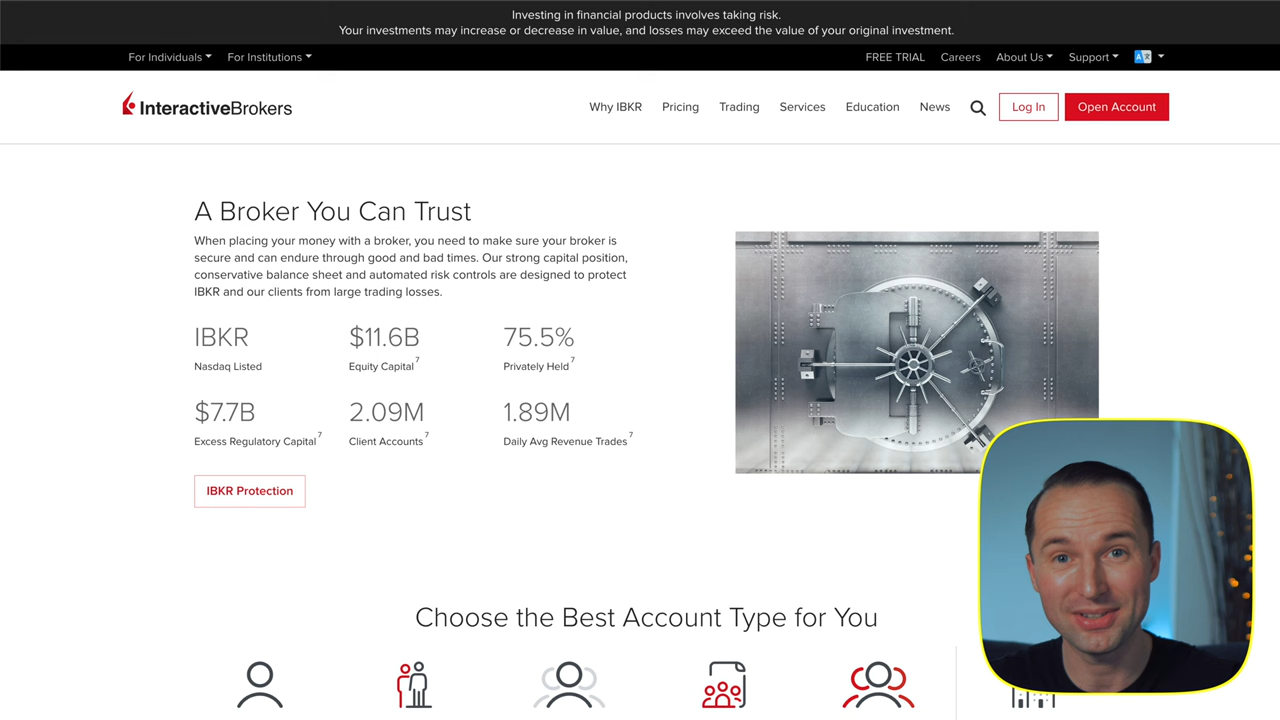 Investing in financial products involves taking risk.
Your investments may increase or decrease in value, and losses may exceed the value of your original investment.
For Individuals For Institutions FREE TRIAL Careers About Us Support
InteractiveBrokers Why IBKR Pricing Trading Services Education News Log In Open Account
A Broker You Can Trust
When placing your money with a broker, you need to make sure your broker is
secure and can endure through good and bad times. Our strong capital position,
conservative balance sheet and automated risk controls are designed to protect
IBKR and our clients from large trading losses.
IBKR $11.6B 75.5%
Nasdaq Listed Equity Capital 7 Privately Held 7
$7.7B 2.09M 1.89M
Excess Regulatory Capital 7 Client Accounts 7 Daily Avg Revenue Trades 7
IBKR Protection
Choose the Best Account Type for You